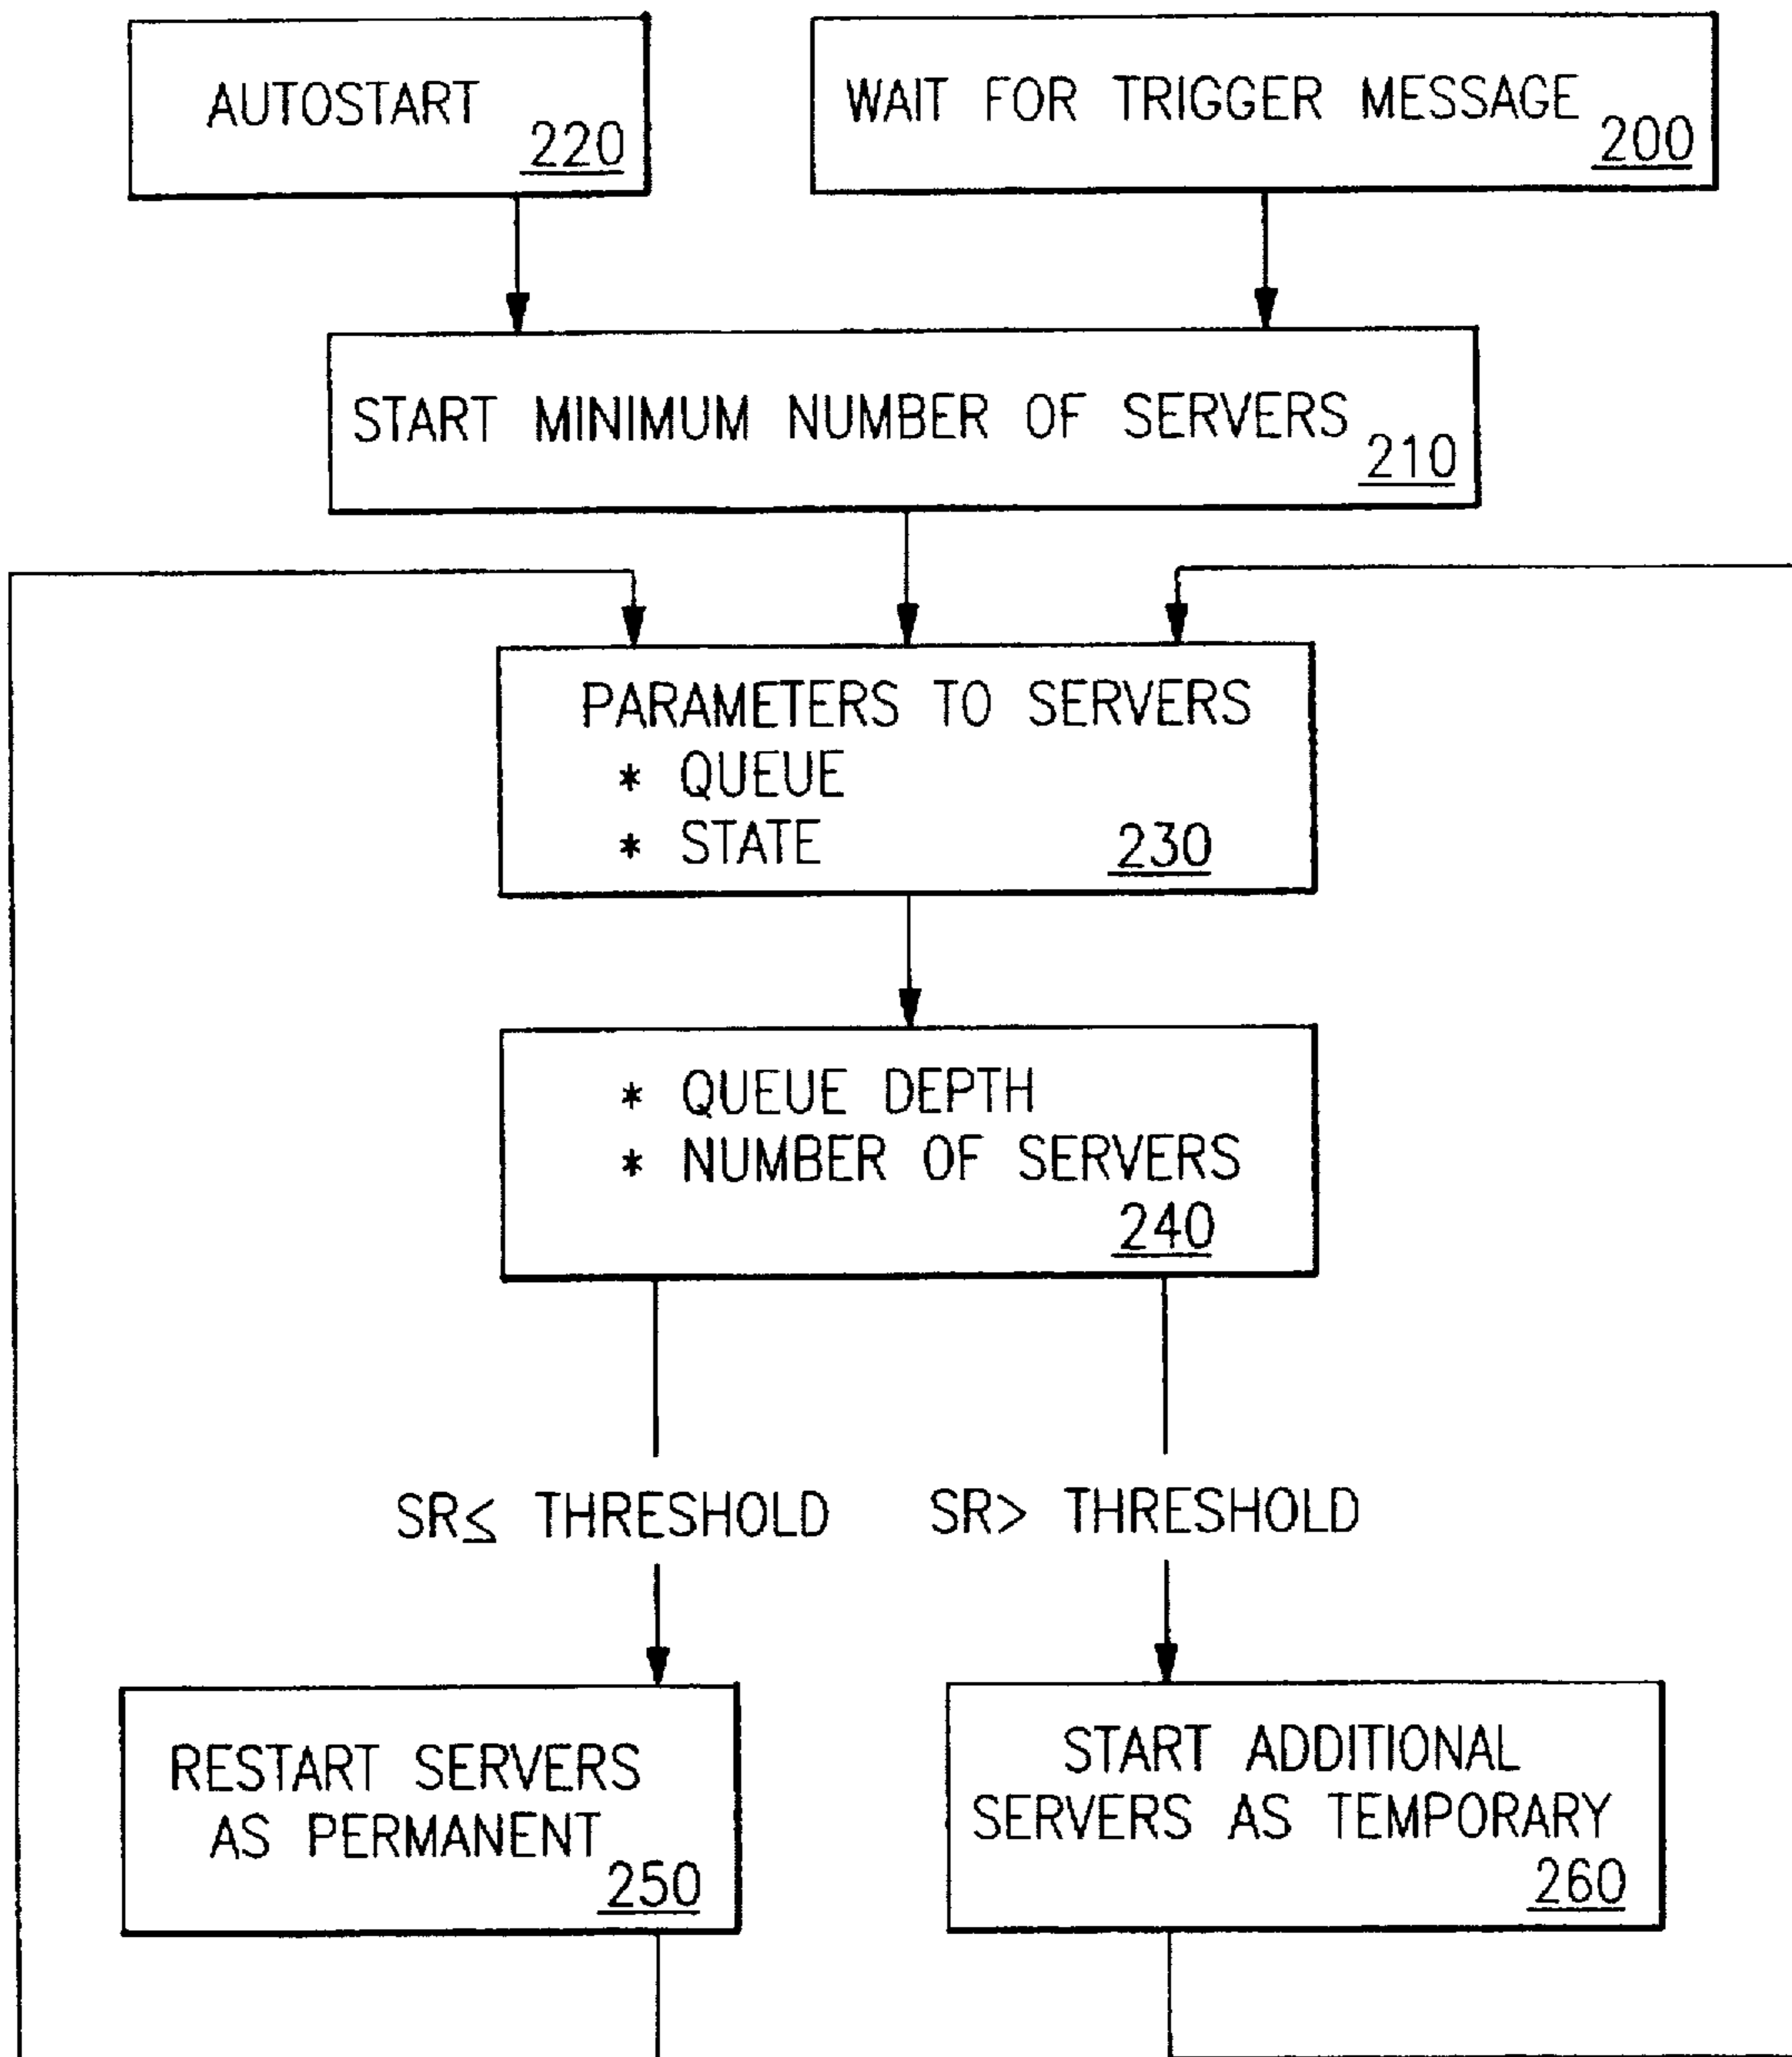 AUTOSTART
220
WAIT FOR TRIGGER MESSAGE
200
START MINIMUM NUMBER OF SERVERS
210
PARAMETERS TO SERVERS
* QUEUE
* STATE
230
* QUEUE DEPTH
* NUMBER OF SERVERS
240
SR≤ THRESHOLD
SR> THRESHOLD
RESTART SERVERS
AS PERMANENT
250
START ADDITIONAL
SERVERS AS TEMPORARY
260